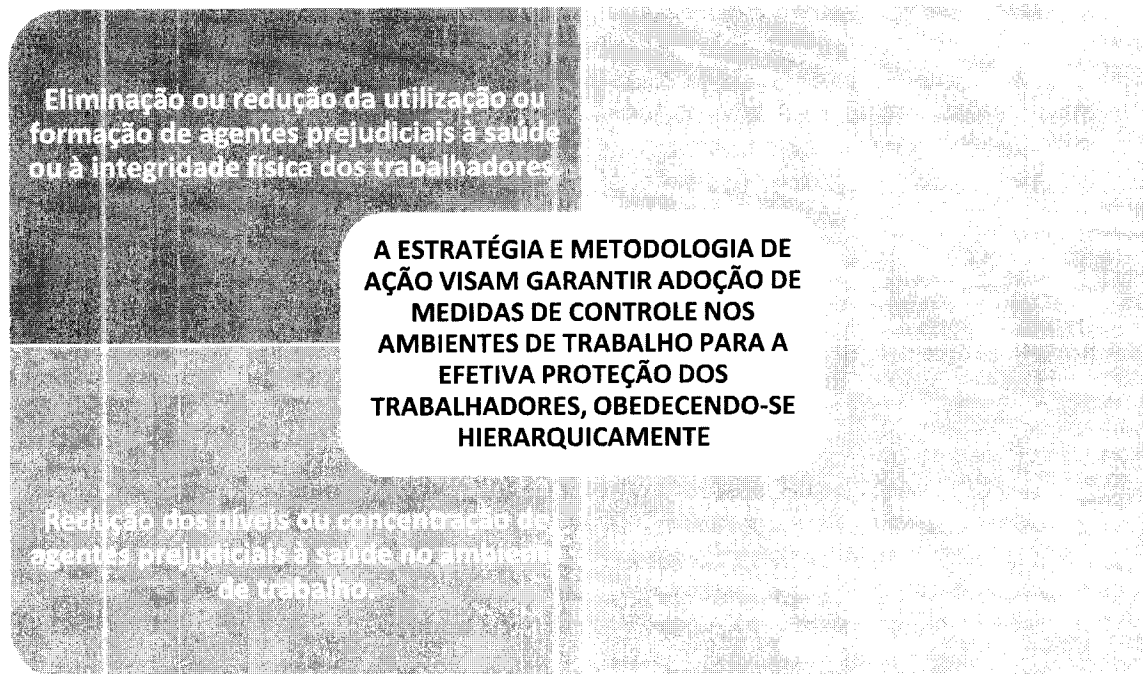 Eliminação ou redução da utilização ou
formação de agentes prejudiciais à saúde
ou à integridade física dos trabalhadores
A ESTRATÉGIA E METODOLOGIA DE
AÇÃO VISAM GARANTIR ADOÇÃO DE
MEDIDAS DE CONTROLE NOS
AMBIENTES DE TRABALHO PARA A
EFETIVA PROTEÇÃO DOS
TRABALHADORES, OBEDECENDO-SE
HIERARQUICAMENTE
Redução dos níveis ou concentração de
agentes prejudiciais à saúde no ambiente
de trabalho.